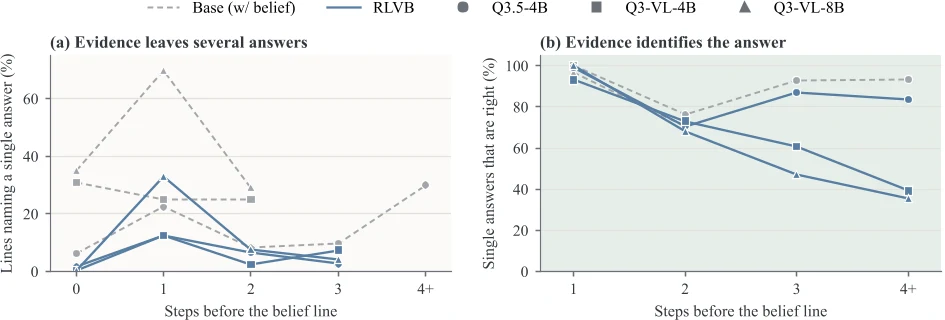 Base (w/ belief) RLVB Q3.5-4B Q3-VL-4B Q3-VL-8B
(a) Evidence leaves several answers
Lines naming a single answer (%)
60
40
20
0
0 1 2 3 4+
Steps before the belief line
(b) Evidence identifies the answer
Single answers that are right (%)
100
80
60
40
20
0
1 2 3 4+
Steps before the belief line